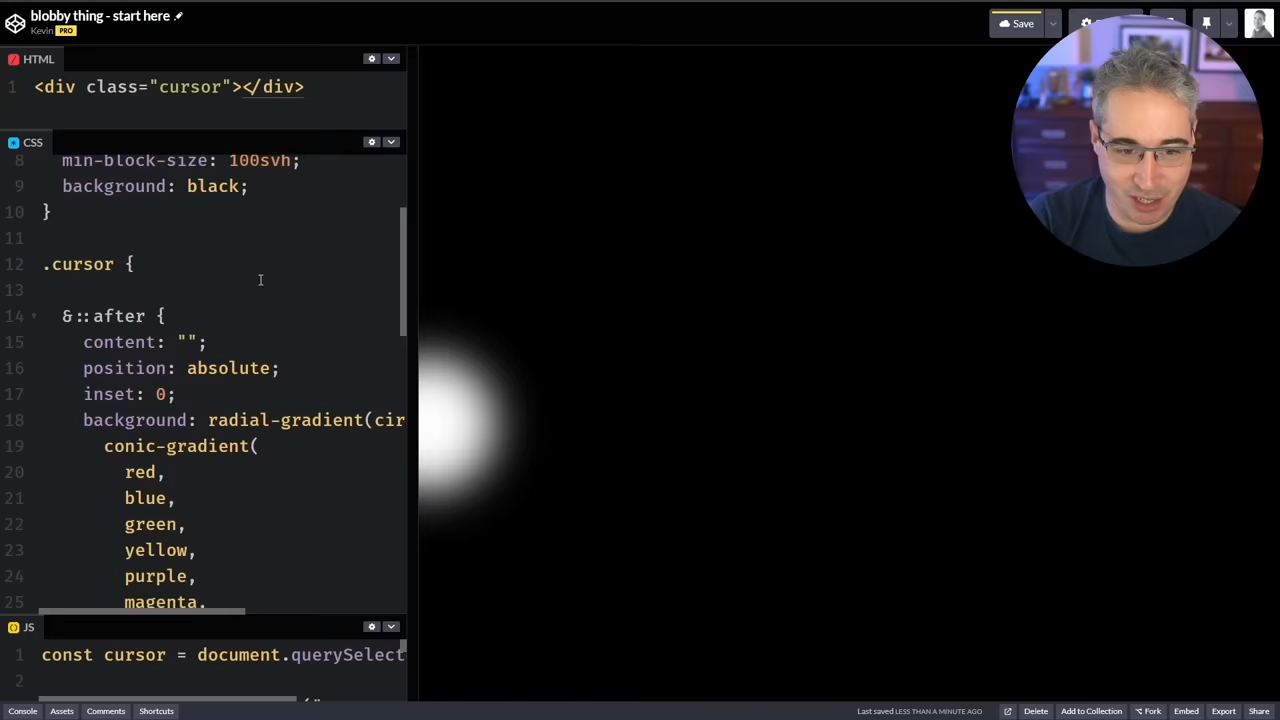 blobby thing - start here
Kevin PRO
Save
HTML
1 <div class="cursor"></div>
CSS
8 min-block-size: 100svh;
9 background: black;
10 }
11
12 .cursor {
13
14 &::after {
15 content: "";
16 position: absolute;
17 inset: 0;
18 background: radial-gradient(cir
19 conic-gradient(
20 red,
21 blue,
22 green,
23 yellow,
24 purple,
25 magenta,
JS
1 const cursor = document.querySelect
2
Console Assets Comments Shortcuts Last saved LESS THAN A MINUTE AGO Delete Add to Collection Fork Embed Export Share